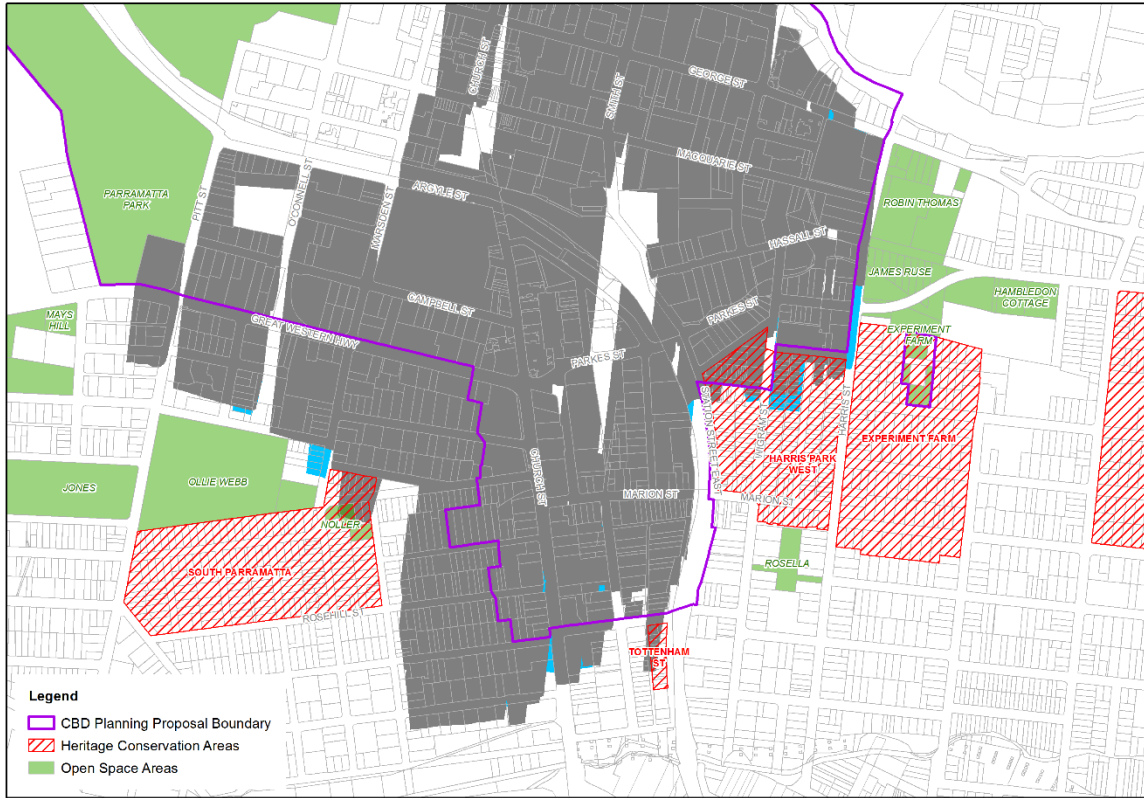 CHURCH ST
SMITH ST
GEORGE ST
MACQUARIE ST
PARRAMATTA
PARK
PITT ST
O'CONNELL ST
MARSDEN ST
ARGYLE ST
HASSALL ST
ROBIN THOMAS
JAMES RUSE
HAMBLEDON
COTTAGE
MAYS
HILL
GREAT WESTERN HWY
CAMPBELL ST
PARKES ST
PARKES ST
EXPERIMENT
FARM
STATION STREET EAST
WIGRAM ST
HARRIS ST
EXPERIMENT FARM
HARRIS PARK
WEST
JONES
OLLIE WEBB
CHURCH ST
MARION ST
MARION ST
NOLLER
SOUTH PARRAMATTA
ROSEHILL ST
ROSELLA
TOTTENHAM
ST
Legend
CBD Planning Proposal Boundary
Heritage Conservation Areas
Open Space Areas